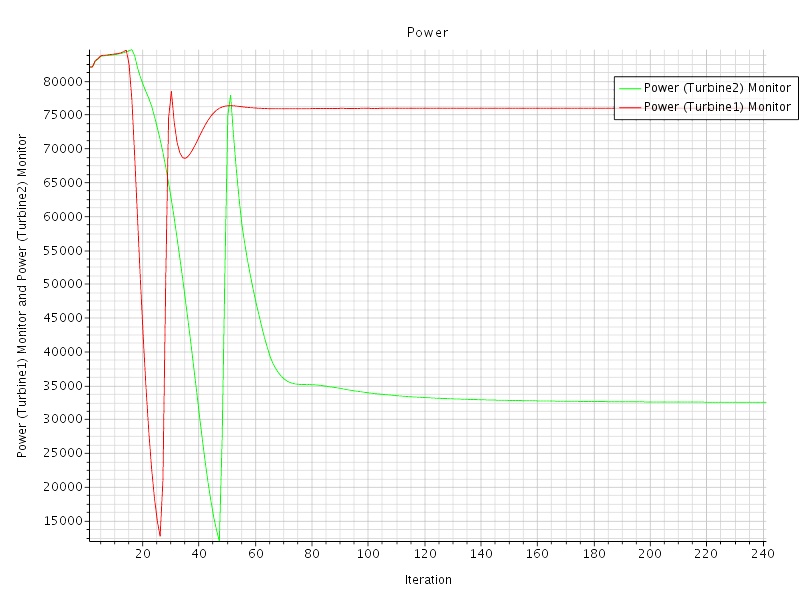 Power
Power (Turbine2) Monitor
Power (Turbine1) Monitor
Power (Turbine1) Monitor and Power (Turbine2) Monitor
80000
75000
70000
65000
60000
55000
50000
45000
40000
35000
30000
25000
20000
15000
20 40 60 80 100 120 140 160 180 200 220 240
Iteration